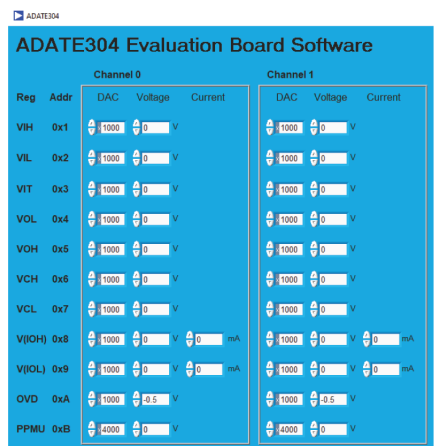 ADATE304
ADATE304 Evaluation Board Software
Channel 0 Channel 1
Reg Addr DAC Voltage Current DAC Voltage Current
VIH 0x1 1000 0 V 1000 0 V
VIL 0x2 1000 0 V 1000 0 V
VIT 0x3 1000 0 V 1000 0 V
VOL 0x4 1000 0 V 1000 0 V
VOH 0x5 1000 0 V 1000 0 V
VCH 0x6 1000 0 V 1000 0 V
VCL 0x7 1000 0 V 1000 0 V
V(IOH) 0x8 1000 0 V 0 mA 1000 0 V 0 mA
V(IOL) 0x9 1000 0 V 0 mA 1000 0 V 0 mA
OVD 0xA 1000 -0.5 V 1000 -0.5 V
PPMU 0xB 4000 0 V 4000 0 V